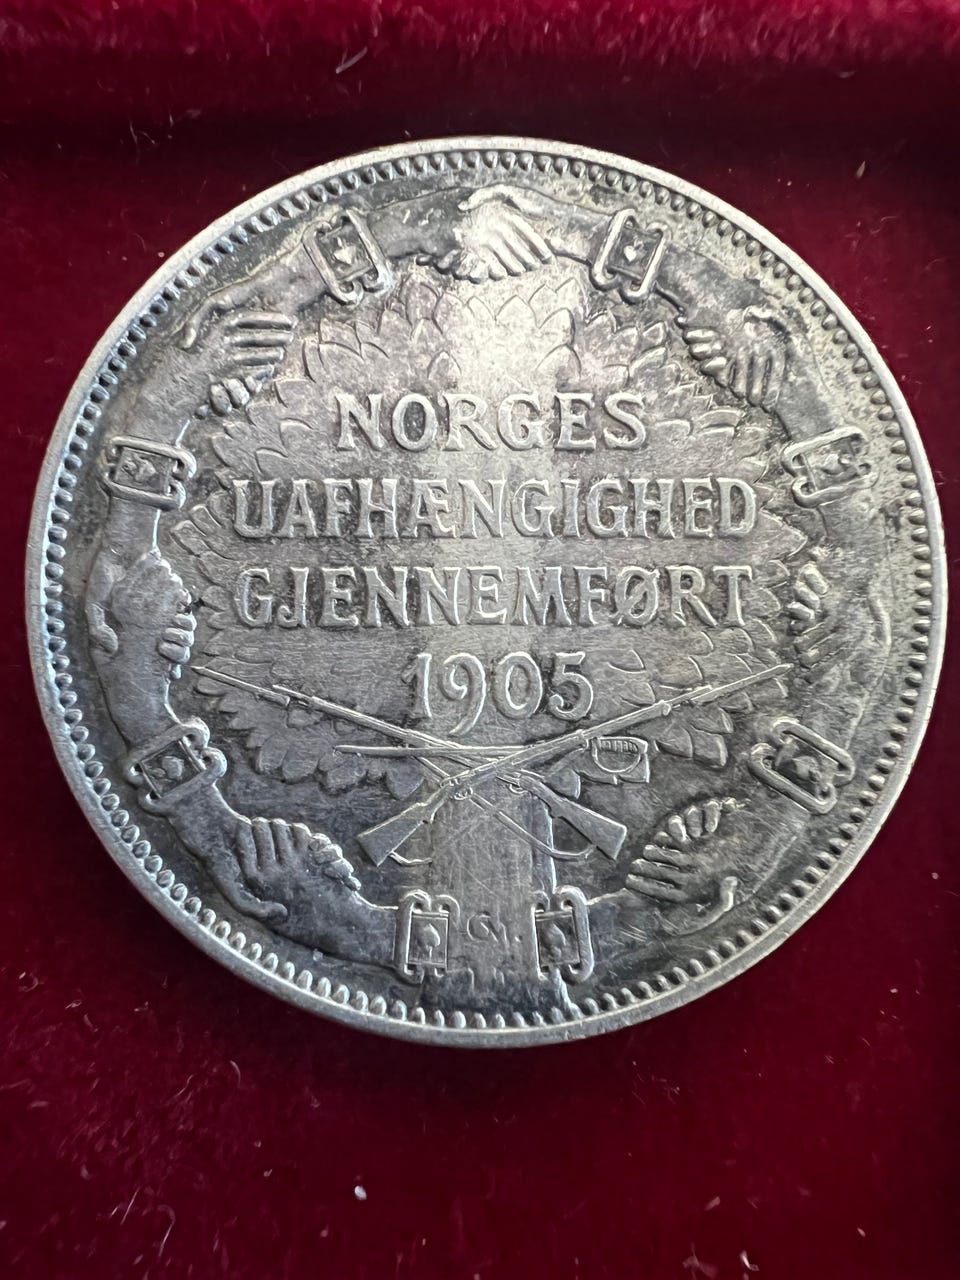 NORGES
UAFHÆNGIGHED
GJENNEMFØRT
1905